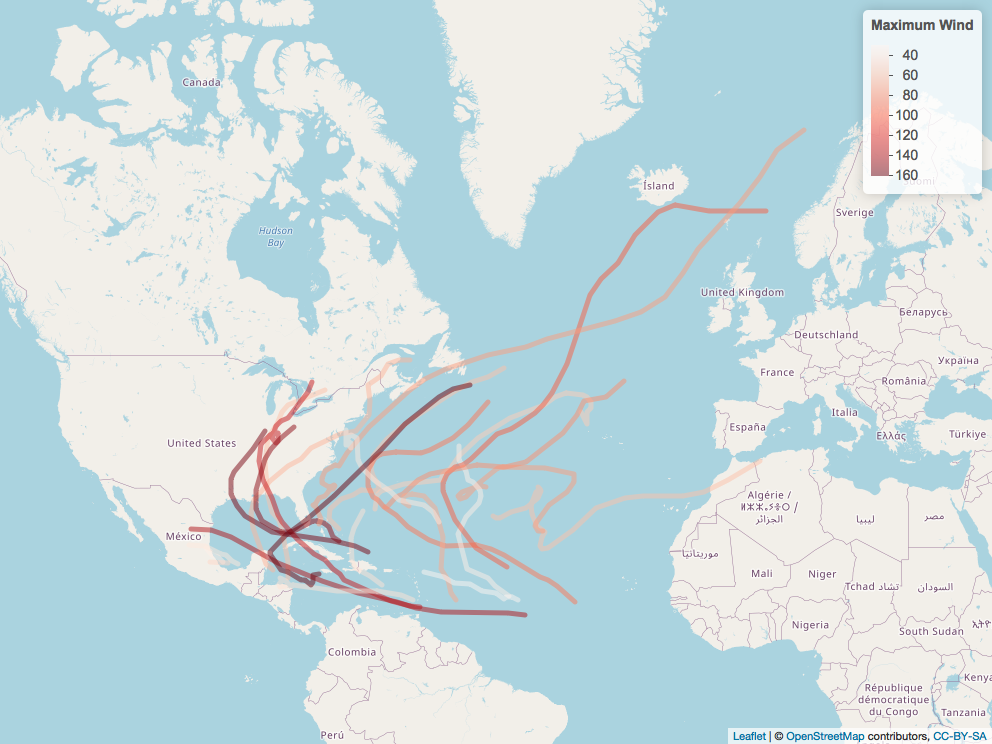 Maximum Wind
40
60
80
100
120
140
160
Canada
Ísland
Suomi
Sverige
Hudson
Bay
United Kingdom
Беларусь
Deutschland
Україна
France
România
Italia
España
Ελλάς
Türkiye
United States
Algérie /
ⵍⵣⵣⴰⵢⴻⵔ /
الجزائر
ليبيا
مصر
México
موريتانيا
Mali
Niger
Tchad تشاد
السودان
Nigeria
South Sudan
Colombia
Kenya
République
démocratique
du Congo
Tanzania
Perú
Leaflet | © OpenStreetMap contributors, CC-BY-SA